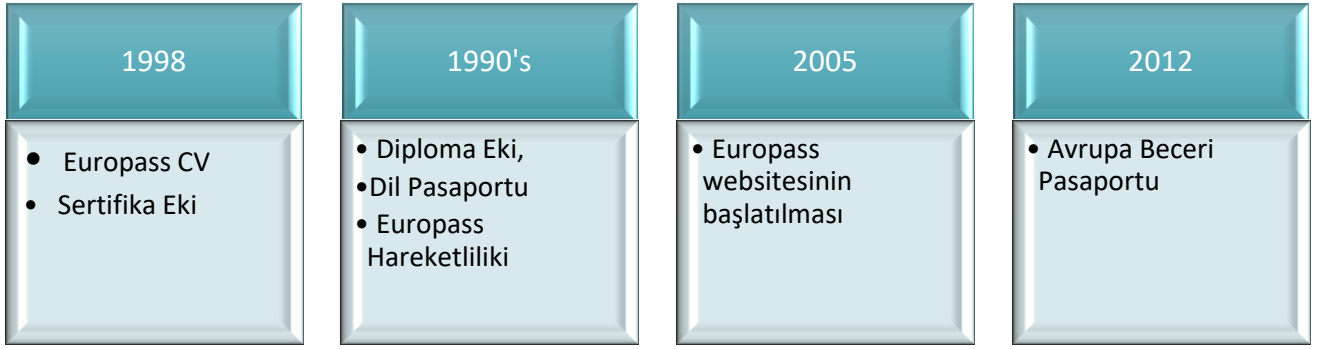 1998
• Europass CV
• Sertifika Eki
1990's
• Diploma Eki,
•Dil Pasaportu
• Europass
Hareketliliki
2005
• Europass
websitesinin
başlatılması
2012
• Avrupa Beceri
Pasaportu